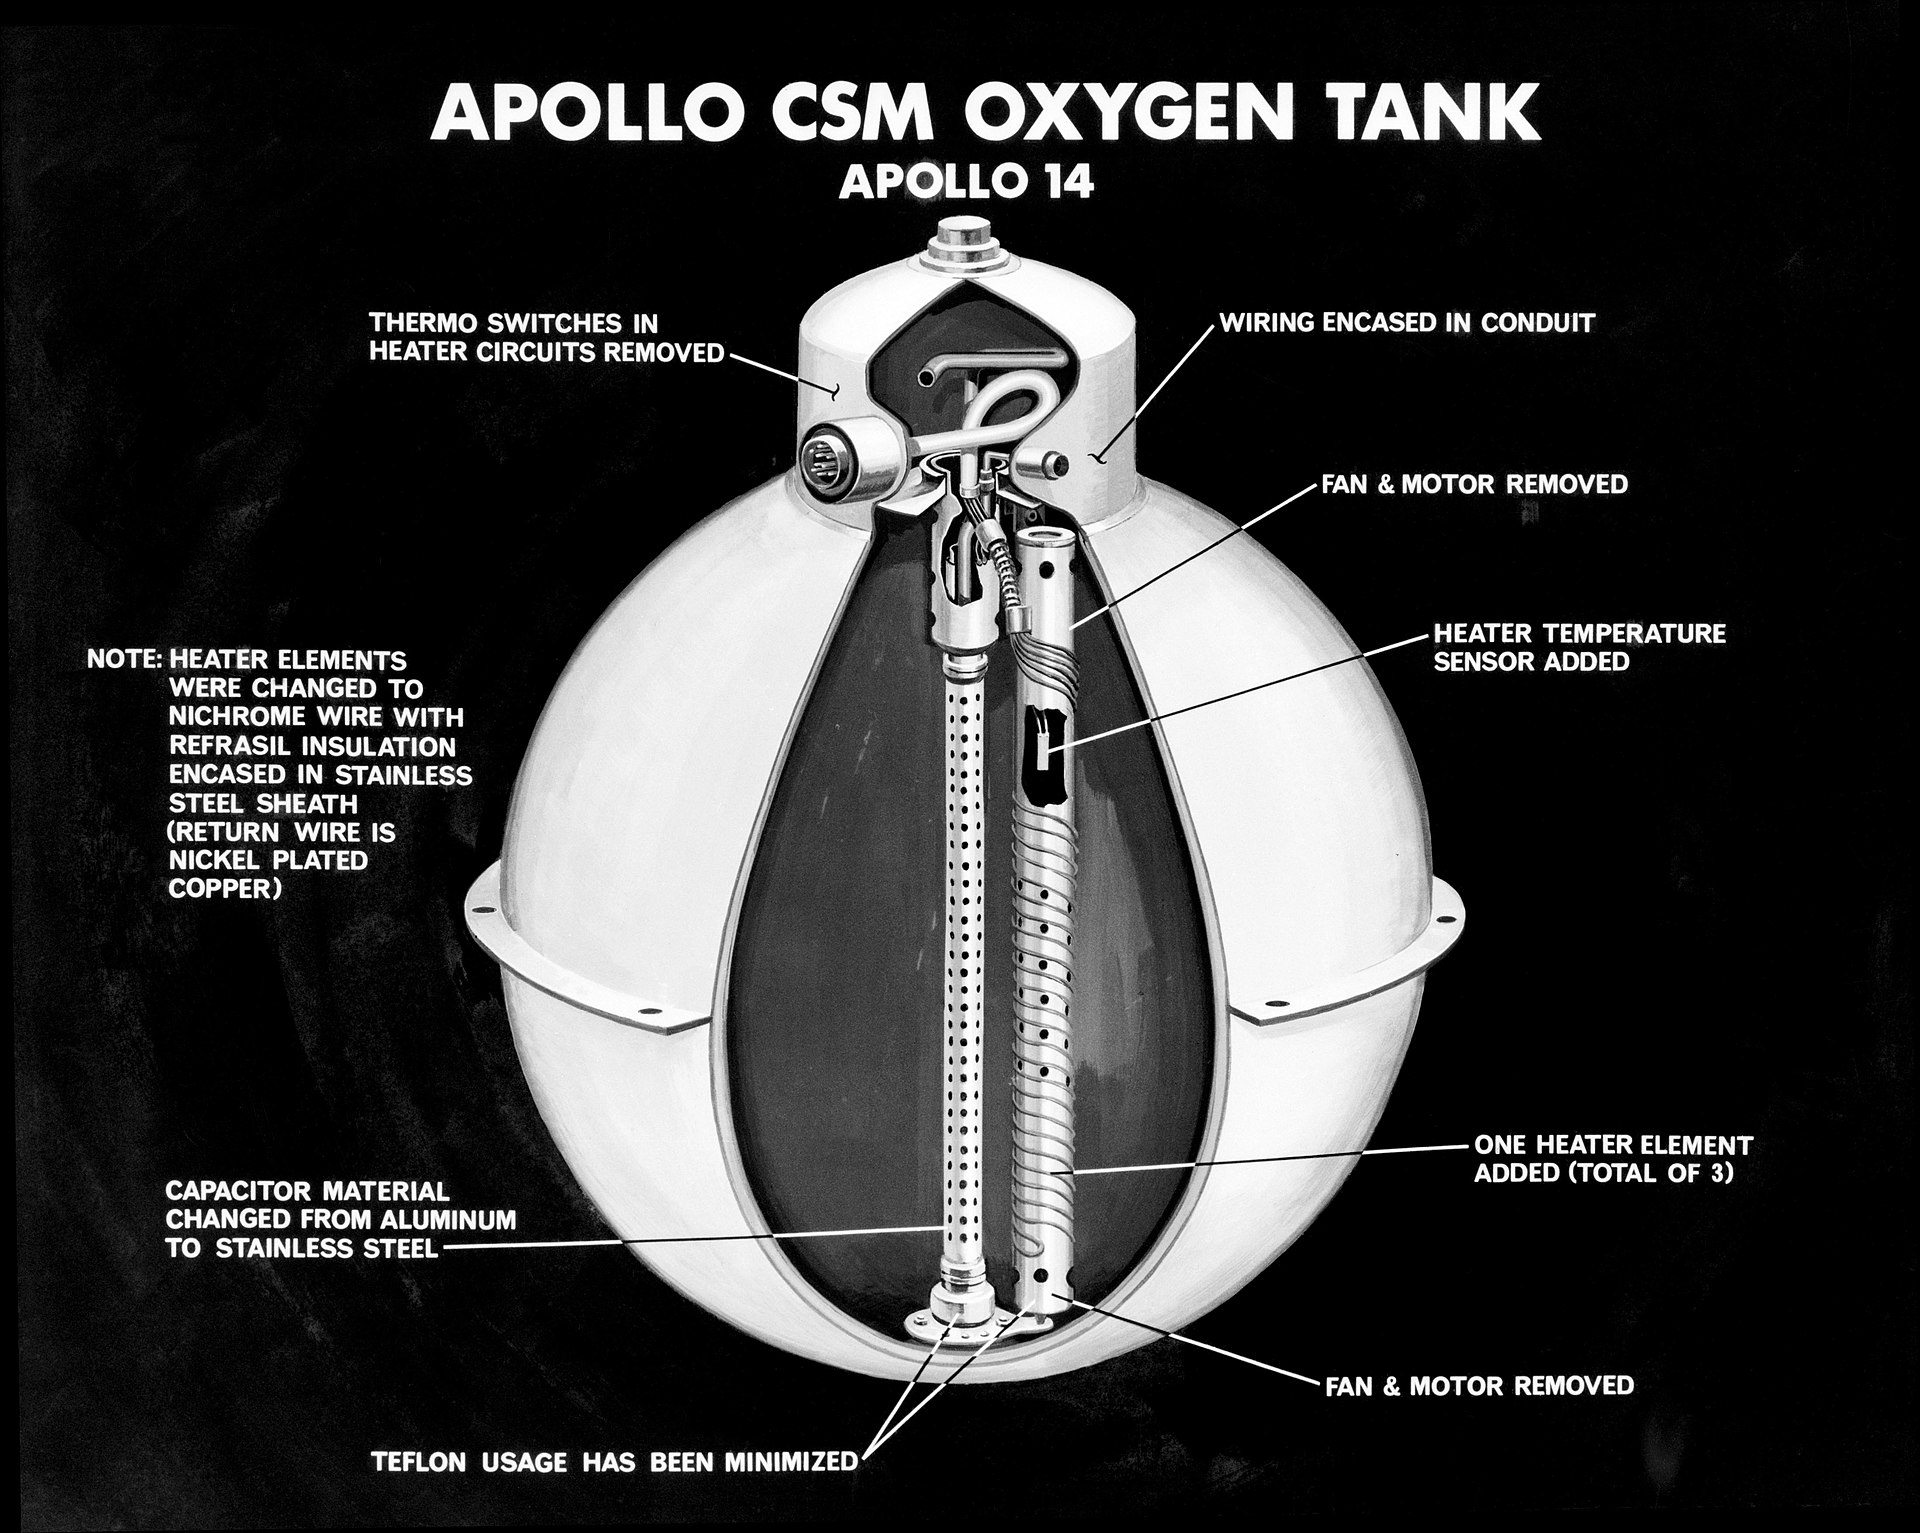 APOLLO CSM OXYGEN TANK
APOLLO 14
THERMO SWITCHES IN
HEATER CIRCUITS REMOVED
WIRING ENCASED IN CONDUIT
FAN & MOTOR REMOVED
HEATER TEMPERATURE
SENSOR ADDED
NOTE: HEATER ELEMENTS
WERE CHANGED TO
NICHROME WIRE WITH
REFRASIL INSULATION
ENCASED IN STAINLESS
STEEL SHEATH
(RETURN WIRE IS
NICKEL PLATED
COPPER)
ONE HEATER ELEMENT
ADDED (TOTAL OF 3)
CAPACITOR MATERIAL
CHANGED FROM ALUMINUM
TO STAINLESS STEEL
FAN & MOTOR REMOVED
TEFLON USAGE HAS BEEN MINIMIZED